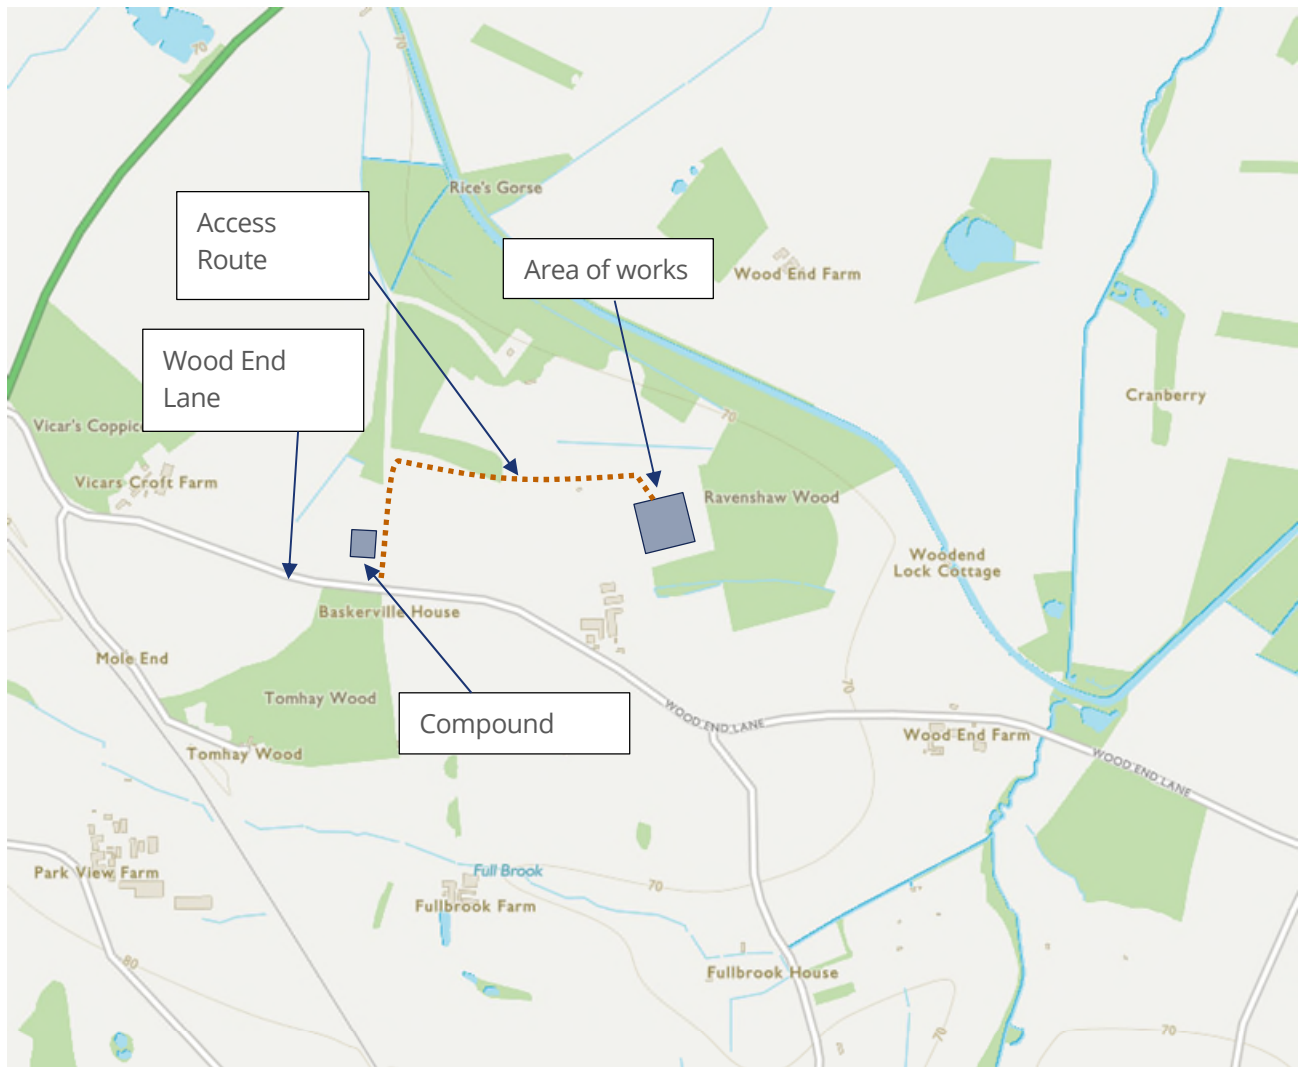 70
70
Rice's Gorse
Access
Route
Area of works
Wood End Farm
Wood End
Lane
Cranberry
70
Vicar's Coppic
Vicars Croft Farm
Ravenshaw Wood
Woodend
Lock Cottage
Baskerville House
Mole End
Tomhay Wood
70
Compound
WOOD END LANE
Wood End Farm
Tomhay Wood
WOOD END LANE
Park View Farm
Full Brook
70
Fullbrook Farm
80
Fullbrook House
70
70